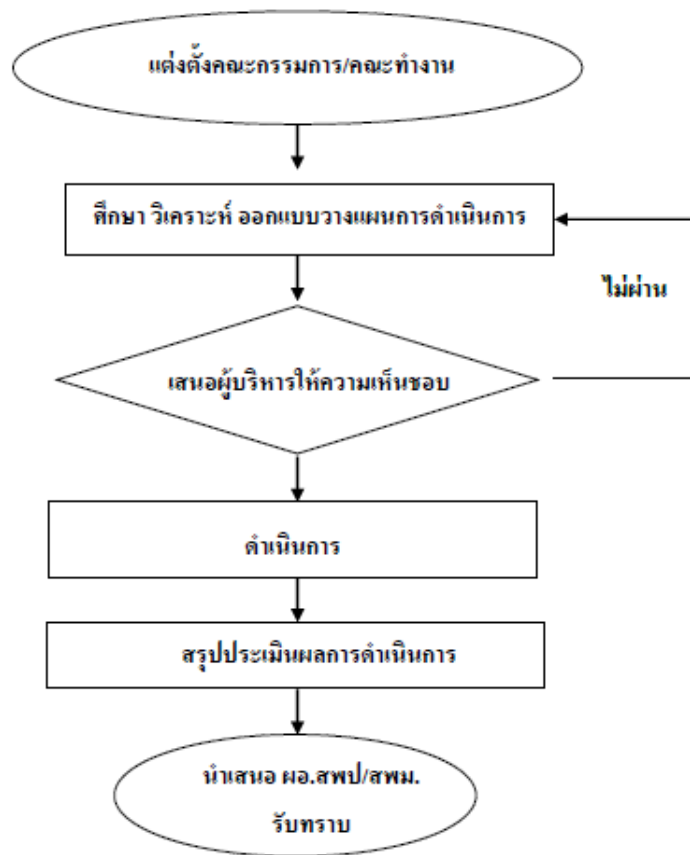 แต่งตั้งคณะกรรมการ/คณะทำงาน
ศึกษา วิเคราะห์ ออกแบบวางแผนการดำเนินการ
ไม่ผ่าน
เสนอผู้บริหารให้ความเห็นชอบ
ดำเนินการ
สรุปประเมินผลการดำเนินการ
นำเสนอ ผอ.สพป/สพม.
รับทราบ